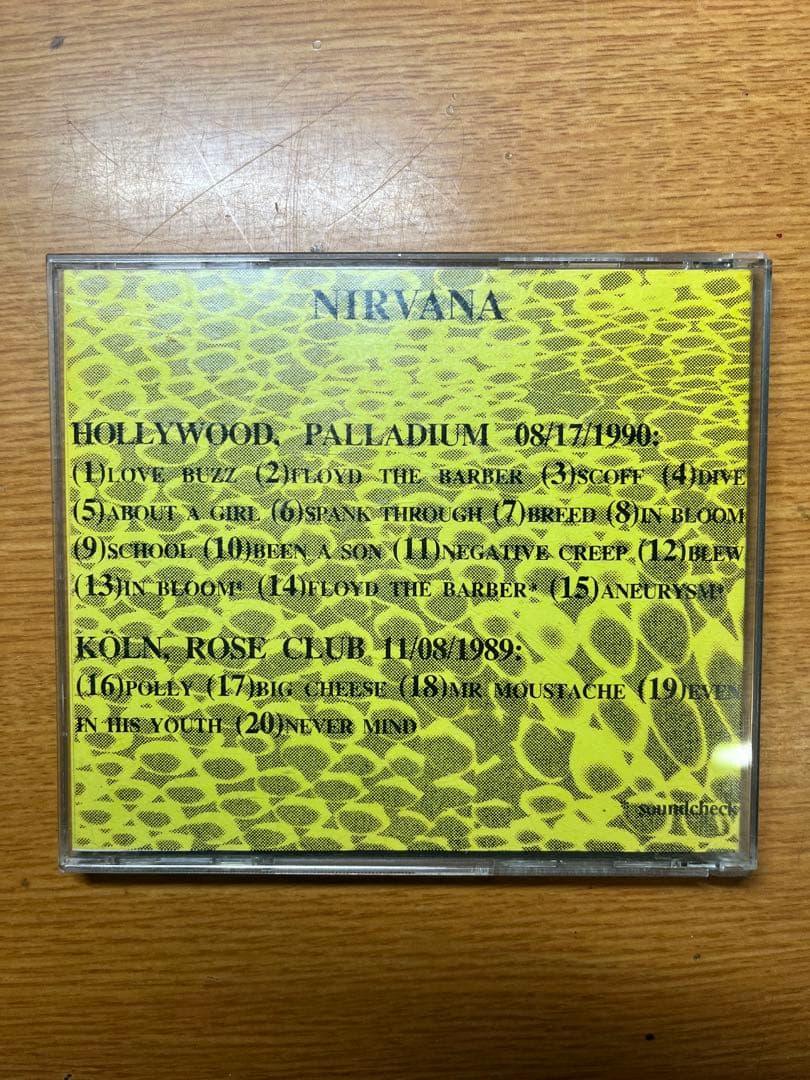 NIRVANA
HOLLYWOOD, PALLADIUM 08/17/1990:
(1)LOVE BUZZ (2)FLOYD THE BARBER (3)SCOFF (4)DIVE
(5)ABOUT A GIRL (6)SPANK THROUGH (7)BREED (8)IN BLOOM
(9)SCHOOL (10)BEEN A SON (11)NEGATIVE CREEP (12)BLEW
(13)IN BLOOM* (14)FLOYD THE BARBER* (15)ANEURYSM*
KÖLN, ROSE CLUB 11/08/1989:
(16)POLLY (17)BIG CHEESE (18)MR MOUSTACHE (19)EVEN
IN HIS YOUTH (20)NEVER MIND
* soundcheck